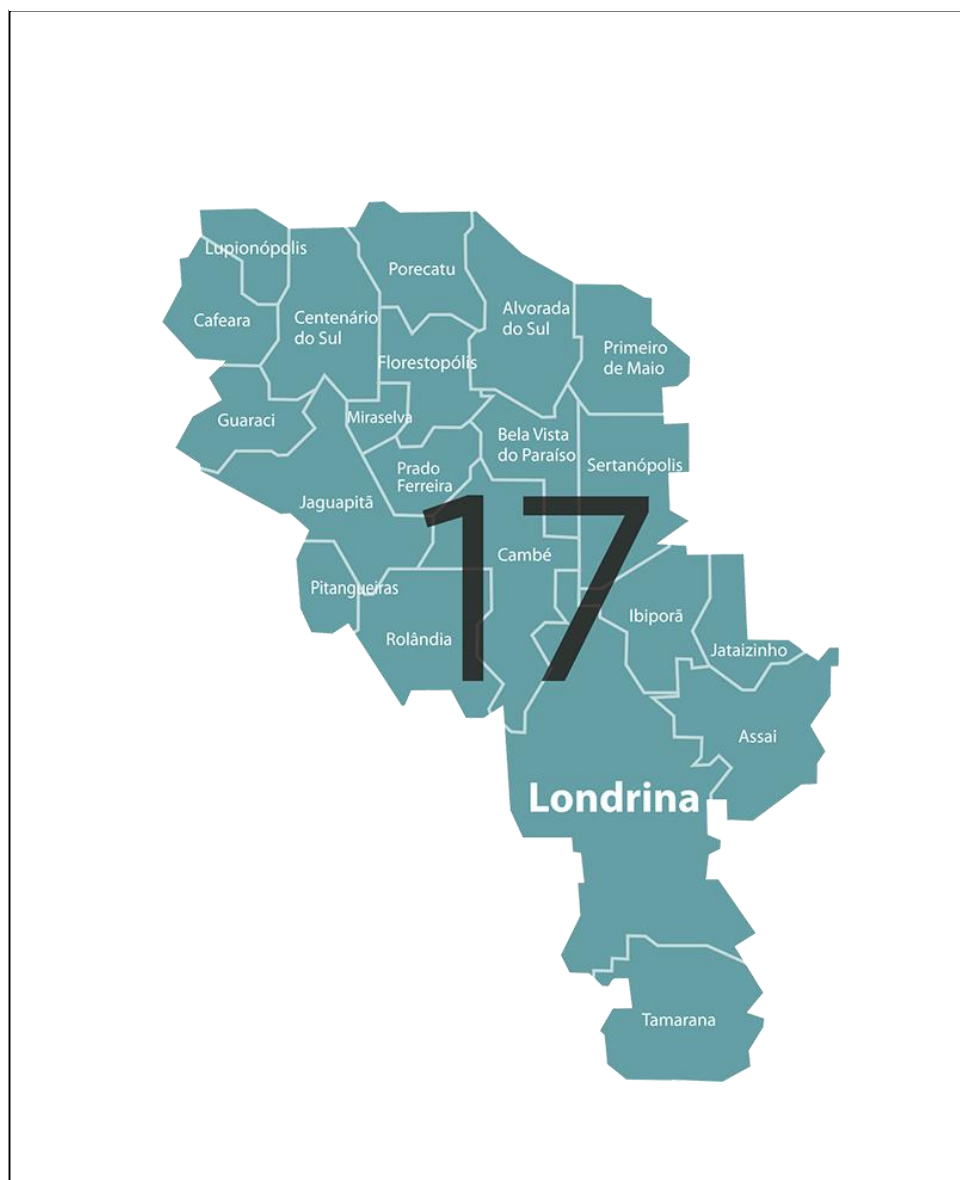 Lupionópolis
Porecatu
Cafeara
Centenário
do Sul
Alvorada
do Sul
Primeiro
de Maio
Florestopólis
Guaraci
Miraselva
Bela Vista
do Paraíso
Prado
Ferreira
Sertanópolis
Jaguapitã
17
Cambé
Pitangueiras
Rolândia
Ibiporã
Jataizinho
Assai
Londrina
Tamarana